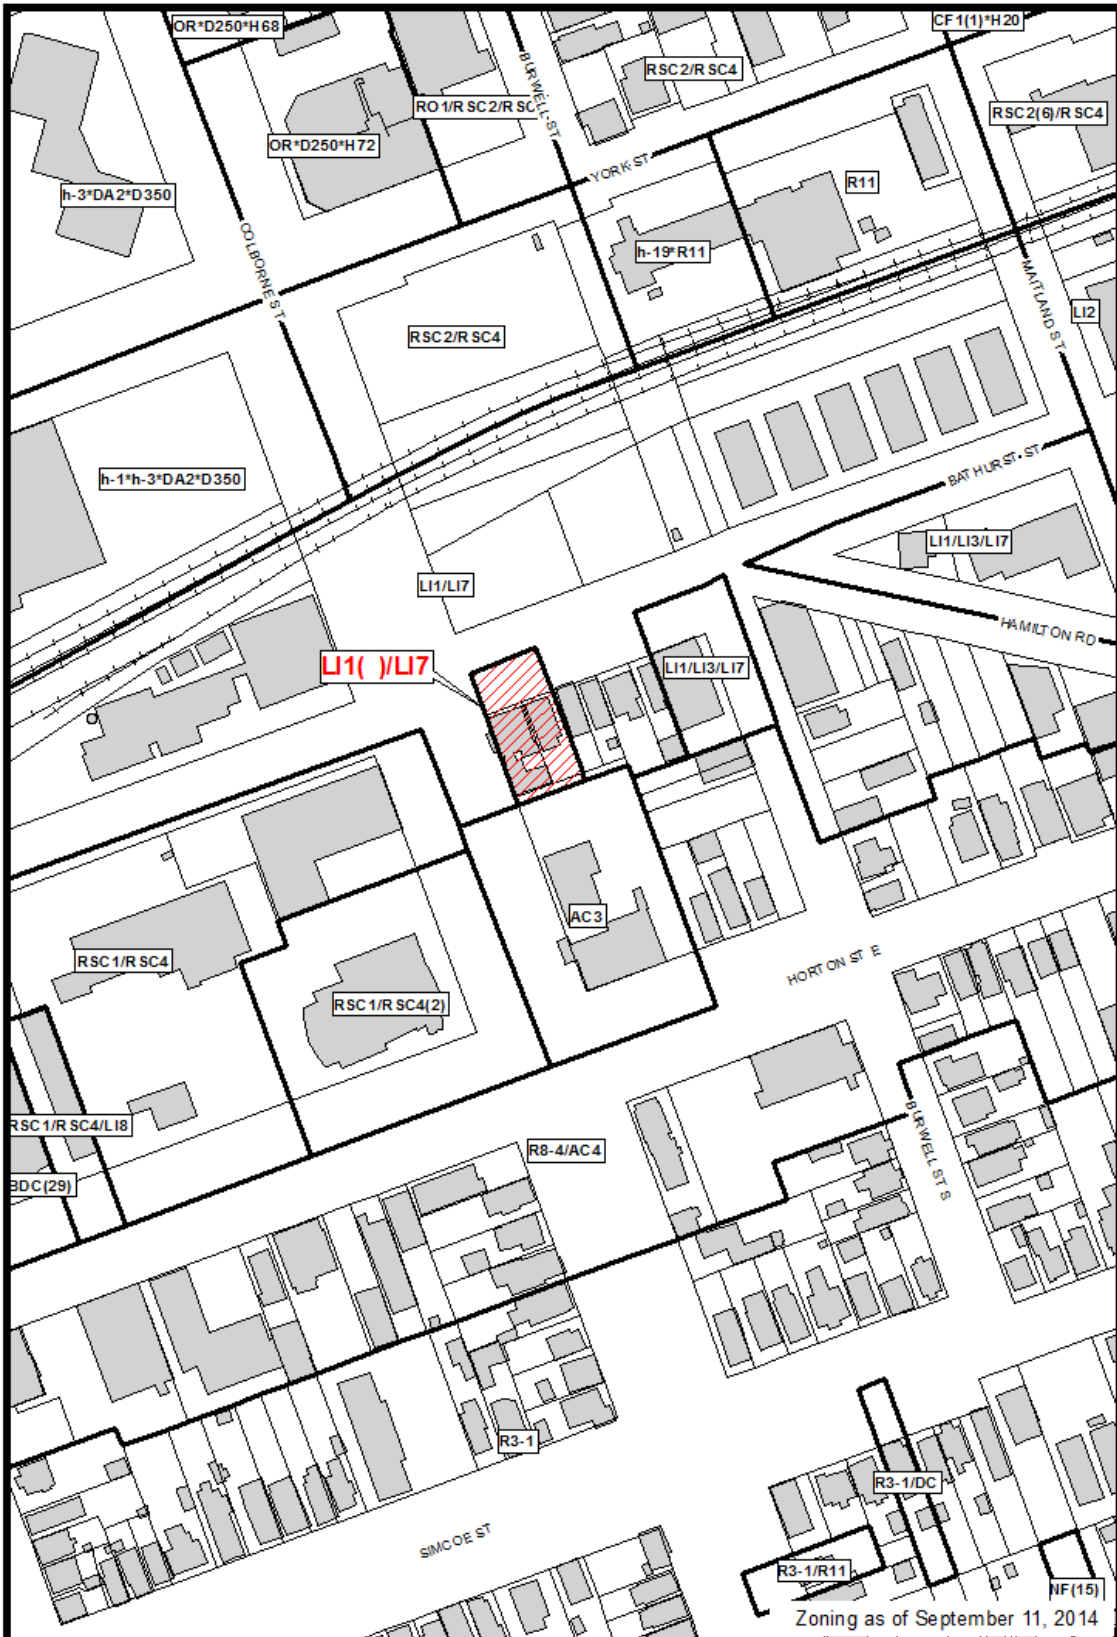 OR*D250*H68
CF1(1)*H20
BURWELL ST
RSC2/RSC4
RO1/RSC2/RSC
RSC2(6)/RSC4
OR*D250*H72
YORK ST
R11
h-3*DA2*D350
COLBORNE ST
h-19*R11
MAITLAND ST
LI2
RSC2/RSC4
BATHURST ST
h-1*h-3*DA2*D350
LI1/LI3/LI7
LI1/LI7
HAMILTON RD
LI1( )/LI7
LI1/LI3/LI7
AC3
HORTON ST E
RSC1/RSC4
RSC1/RSC4(2)
RSC1/RSC4/LI8
BURWELL ST S
R8-4/AC4
BDC(29)
R3-1
R3-1/DC
SIMCOE ST
R3-1/R11
NF(15)
Zoning as of September 11, 2014